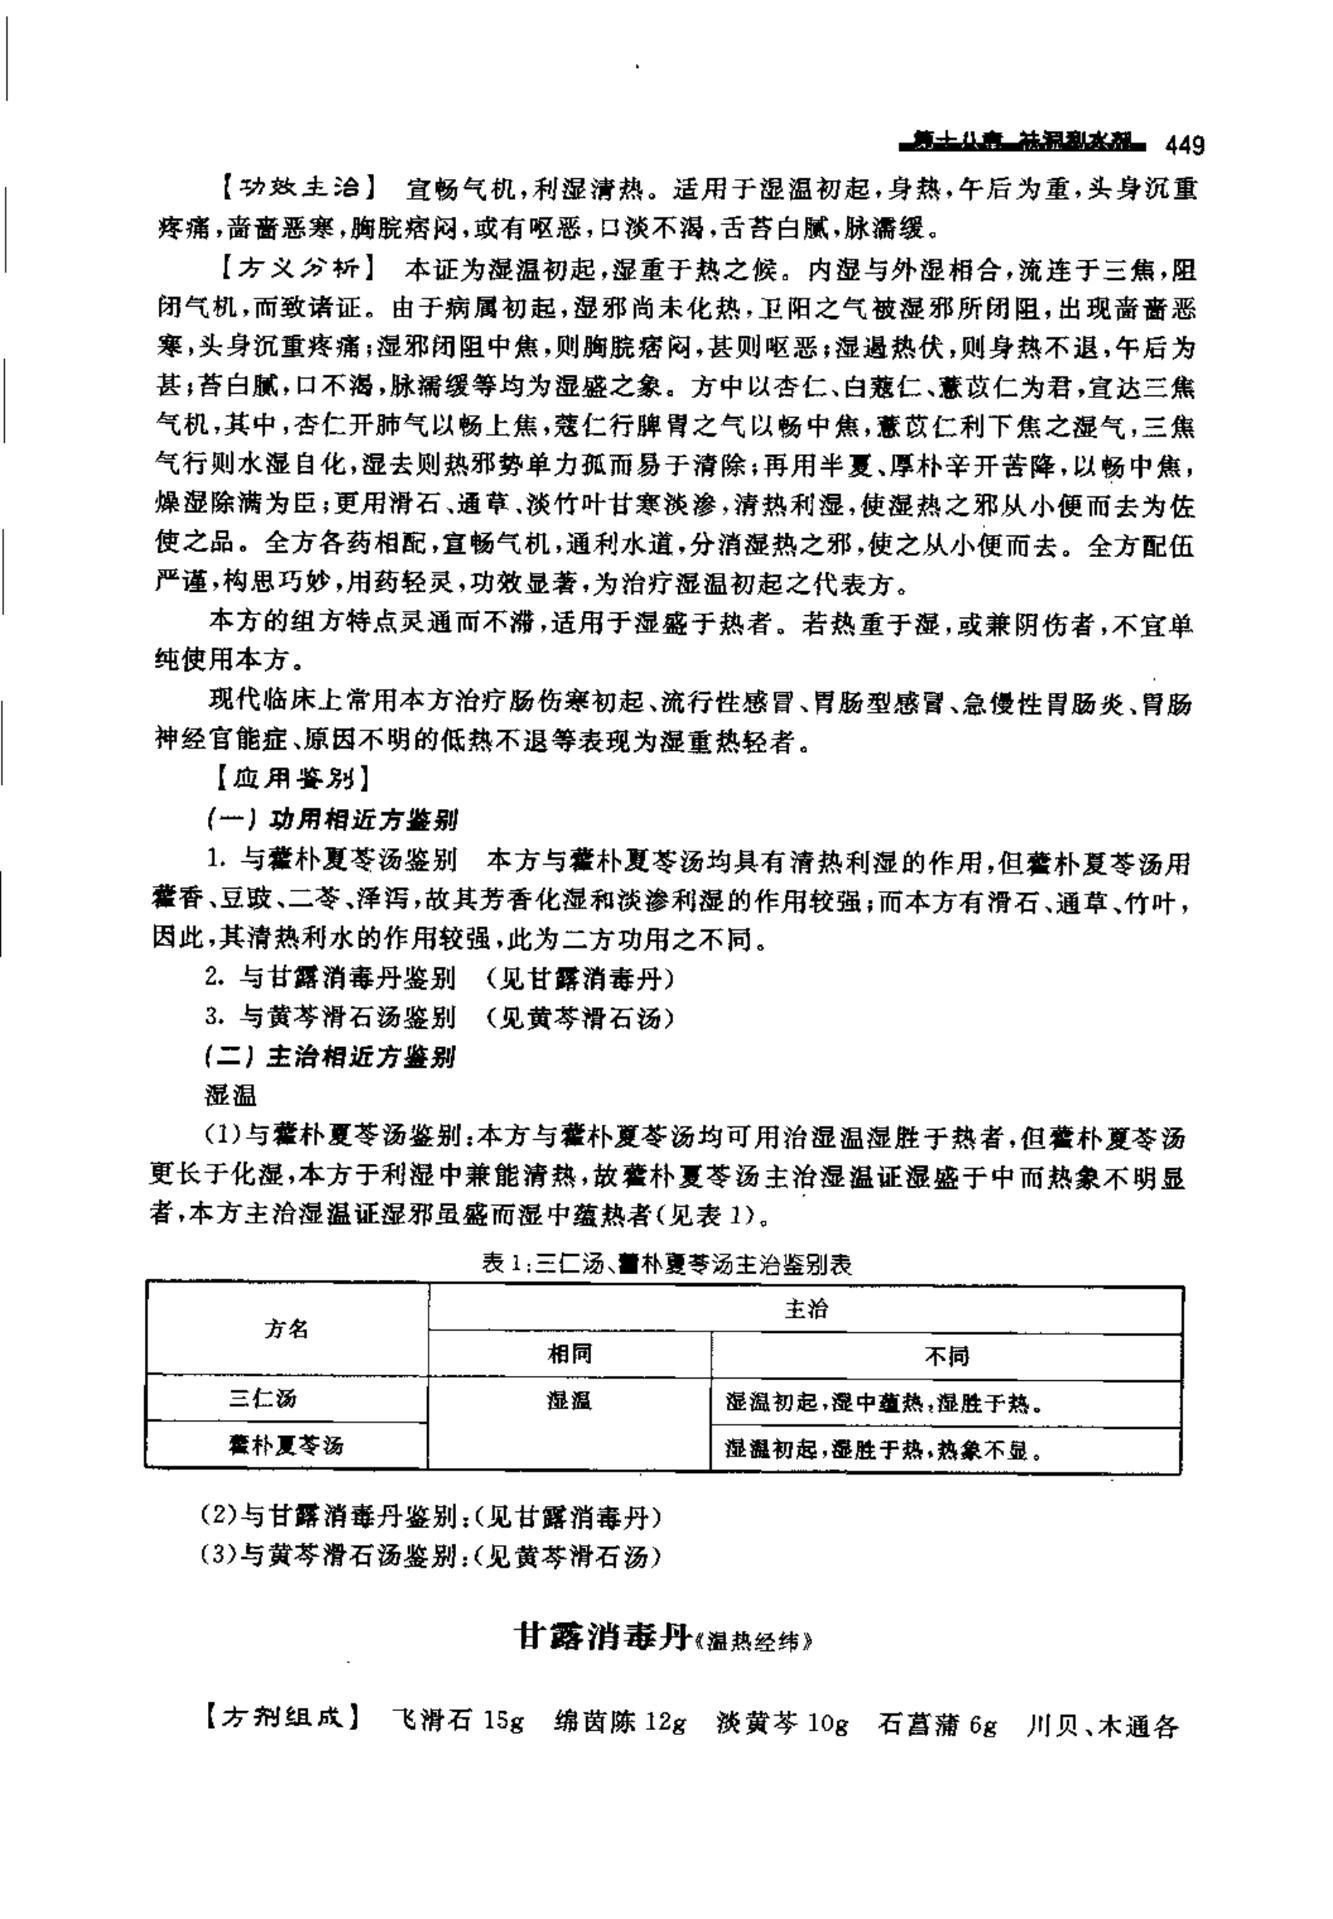 第十八章 祛湿利水剂 449
【功效主治】 宣畅气机,利湿清热。适用于湿温初起,身热,午后为重,头身沉重
疼痛,啬啬恶寒,胸脘痞闷,或有呕恶,口淡不渴,舌苔白腻,脉濡缓。
【方义分析】 本证为湿温初起,湿重于热之候。内湿与外湿相合,流连于三焦,阻
闭气机,而致诸证。由于病属初起,湿邪尚未化热,卫阳之气被湿邪所闭阻,出现啬啬恶
寒,头身沉重疼痛;湿邪闭阻中焦,则胸脘痞闷,甚则呕恶;湿遏热伏,则身热不退,午后为
甚;苔白腻,口不渴,脉濡缓等均为湿盛之象。方中以杏仁、白蔻仁、薏苡仁为君,宣达三焦
气机,其中,杏仁开肺气以畅上焦,蔻仁行脾胃之气以畅中焦,薏苡仁利下焦之湿气,三焦
气行则水湿自化,湿去则热邪势单力孤而易于清除;再用半夏、厚朴辛开苦降,以畅中焦,
燥湿除满为臣;更用滑石、通草、淡竹叶甘寒淡渗,清热利湿,使湿热之邪从小便而去为佐
使之品。全方各药相配,宣畅气机,通利水道,分消湿热之邪,使之从小便而去。全方配伍
严谨,构思巧妙,用药轻灵,功效显著,为治疗湿温初起之代表方。
本方的组方特点灵通而不滞,适用于湿盛于热者。若热重于湿,或兼阴伤者,不宜单
纯使用本方。
现代临床上常用本方治疗肠伤寒初起、流行性感冒、胃肠型感冒、急慢性胃肠炎、胃肠
神经官能症、原因不明的低热不退等表现为湿重热轻者。
【应用鉴别】
(一)功用相近方鉴别
1. 与藿朴夏苓汤鉴别 本方与藿朴夏苓汤均具有清热利湿的作用,但藿朴夏苓汤用
藿香、豆豉、二苓、泽泻,故其芳香化湿和淡渗利湿的作用较强;而本方有滑石、通草、竹叶,
因此,其清热利水的作用较强,此为二方功用之不同。
2. 与甘露消毒丹鉴别 (见甘露消毒丹)
3. 与黄芩滑石汤鉴别 (见黄芩滑石汤)
(二)主治相近方鉴别
湿温
(1)与藿朴夏苓汤鉴别:本方与藿朴夏苓汤均可用治湿温湿胜于热者,但藿朴夏苓汤
更长于化湿,本方于利湿中兼能清热,故藿朴夏苓汤主治湿温证湿盛于中而热象不明显
者,本方主治湿温证湿邪虽盛而湿中蕴热者(见表1)。
表1:三仁汤、藿朴夏苓汤主治鉴别表
方名 主治
相同 不同
三仁汤 湿温 湿温初起,湿中蕴热,湿胜于热。
藿朴夏苓汤 湿温初起,湿胜于热,热象不显。
(2)与甘露消毒丹鉴别:(见甘露消毒丹)
(3)与黄芩滑石汤鉴别:(见黄芩滑石汤)
甘露消毒丹《温热经纬》
【方剂组成】 飞滑石15g 绵茵陈12g 淡黄芩10g 石菖蒲6g 川贝、木通各